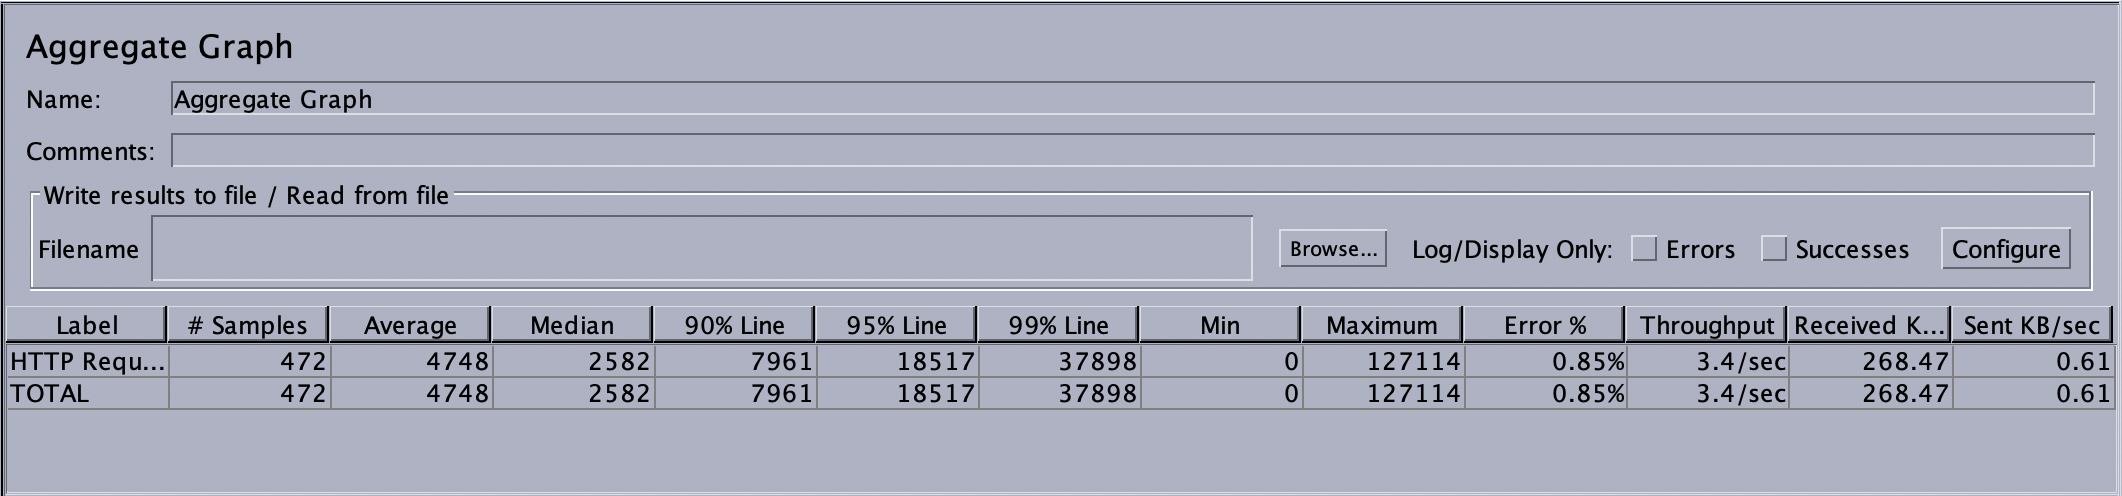 Aggregate Graph
Name: Aggregate Graph
Comments:
Write results to file / Read from file
Filename Browse... Log/Display Only: Errors Successes Configure
Label # Samples Average Median 90% Line 95% Line 99% Line Min Maximum Error % Throughput Received K... Sent KB/sec
HTTP Requ... 472 4748 2582 7961 18517 37898 0 127114 0.85% 3.4/sec 268.47 0.61
TOTAL 472 4748 2582 7961 18517 37898 0 127114 0.85% 3.4/sec 268.47 0.61